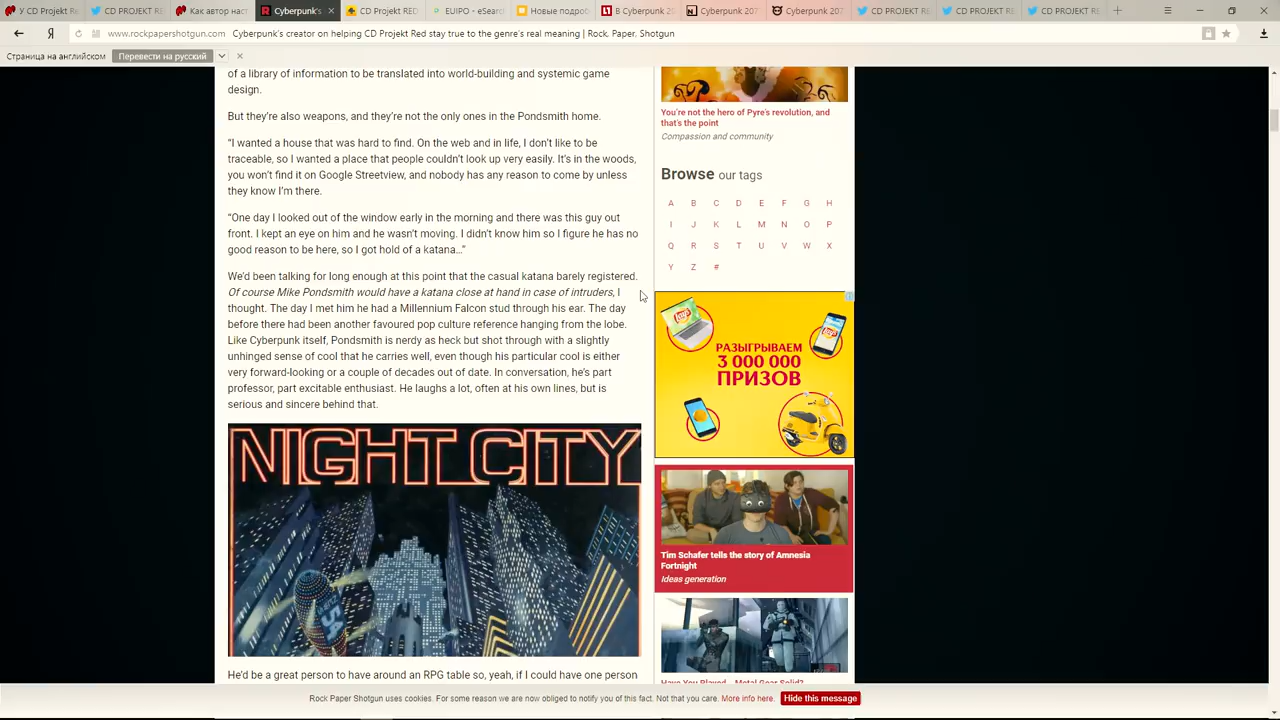 У CD Projekt Re
CD Projekt RED
Как автор наст
Cyberpunk's
CD Projekt RED
EUIPO - eSearc
Новые подроб
В Cyberpunk 20
Cyberpunk 207
Cyberpunk 207
CD PROJEKT
CD PROJEKT
CD PROJEKT
www.rockpapershotgun.com Cyberpunk's creator on helping CD Projekt Red stay true to the genre's real meaning | Rock, Paper, Shotgun
Страница на английском Перевести на русский
of a library of information to be translated into world-building and systemic game
design.
But they're also weapons, and they're not the only ones in the Pondsmith home.
“I wanted a house that was hard to find. On the web and in life, I don't like to be
traceable, so I wanted a place that people couldn't look up very easily. It's in the woods,
you won't find it on Google Streetview, and nobody has any reason to come by unless
they know I'm there.
“One day I looked out of the window early in the morning and there was this guy out
front. I kept an eye on him and he wasn't moving. I didn't know him so I figure he has no
good reason to be here, so I got hold of a katana…”
We'd been talking for long enough at this point that the casual katana barely registered.
Of course Mike Pondsmith would have a katana close at hand in case of intruders, I
thought. The day I met him he had a Millennium Falcon stud through his ear. The day
before there had been another favoured pop culture reference hanging from the lobe.
Like Cyberpunk itself, Pondsmith is nerdy as heck but shot through with a slightly
unhinged sense of cool that he carries well, even though his particular cool is either
very forward-looking or a couple of decades out of date. In conversation, he's part
professor, part excitable enthusiast. He laughs a lot, often at his own lines, but is
serious and sincere behind that.
NIGHT CITY
He'd be a great person to have around an RPG table so, yeah, if I could have one person
You're not the hero of Pyre's revolution, and
that's the point
Compassion and community
Browse our tags
A B C D E F G H
I J K L M N O P
Q R S T U V W X
Y Z #
Lay's
РАЗЫГРЫВАЕМ
3 000 000
ПРИЗОВ
Tim Schafer tells the story of Amnesia
Fortnight
Ideas generation
Have You Played... Metal Gear Solid?
Rock Paper Shotgun uses cookies. For some reason we are now obliged to notify you of this fact. Not that you care. More info here. Hide this message